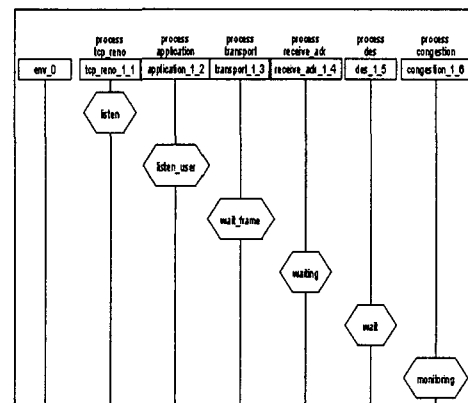 process process process process process process
tcp_reno application transport receive_ack des congestion
env_0 tcp_reno_1_1 application_1_2 transport_1_3 receive_ack_1_4 des_1_5 congestion_1_6
listen
listen_user
wait_frame
waiting
wait
monitoring